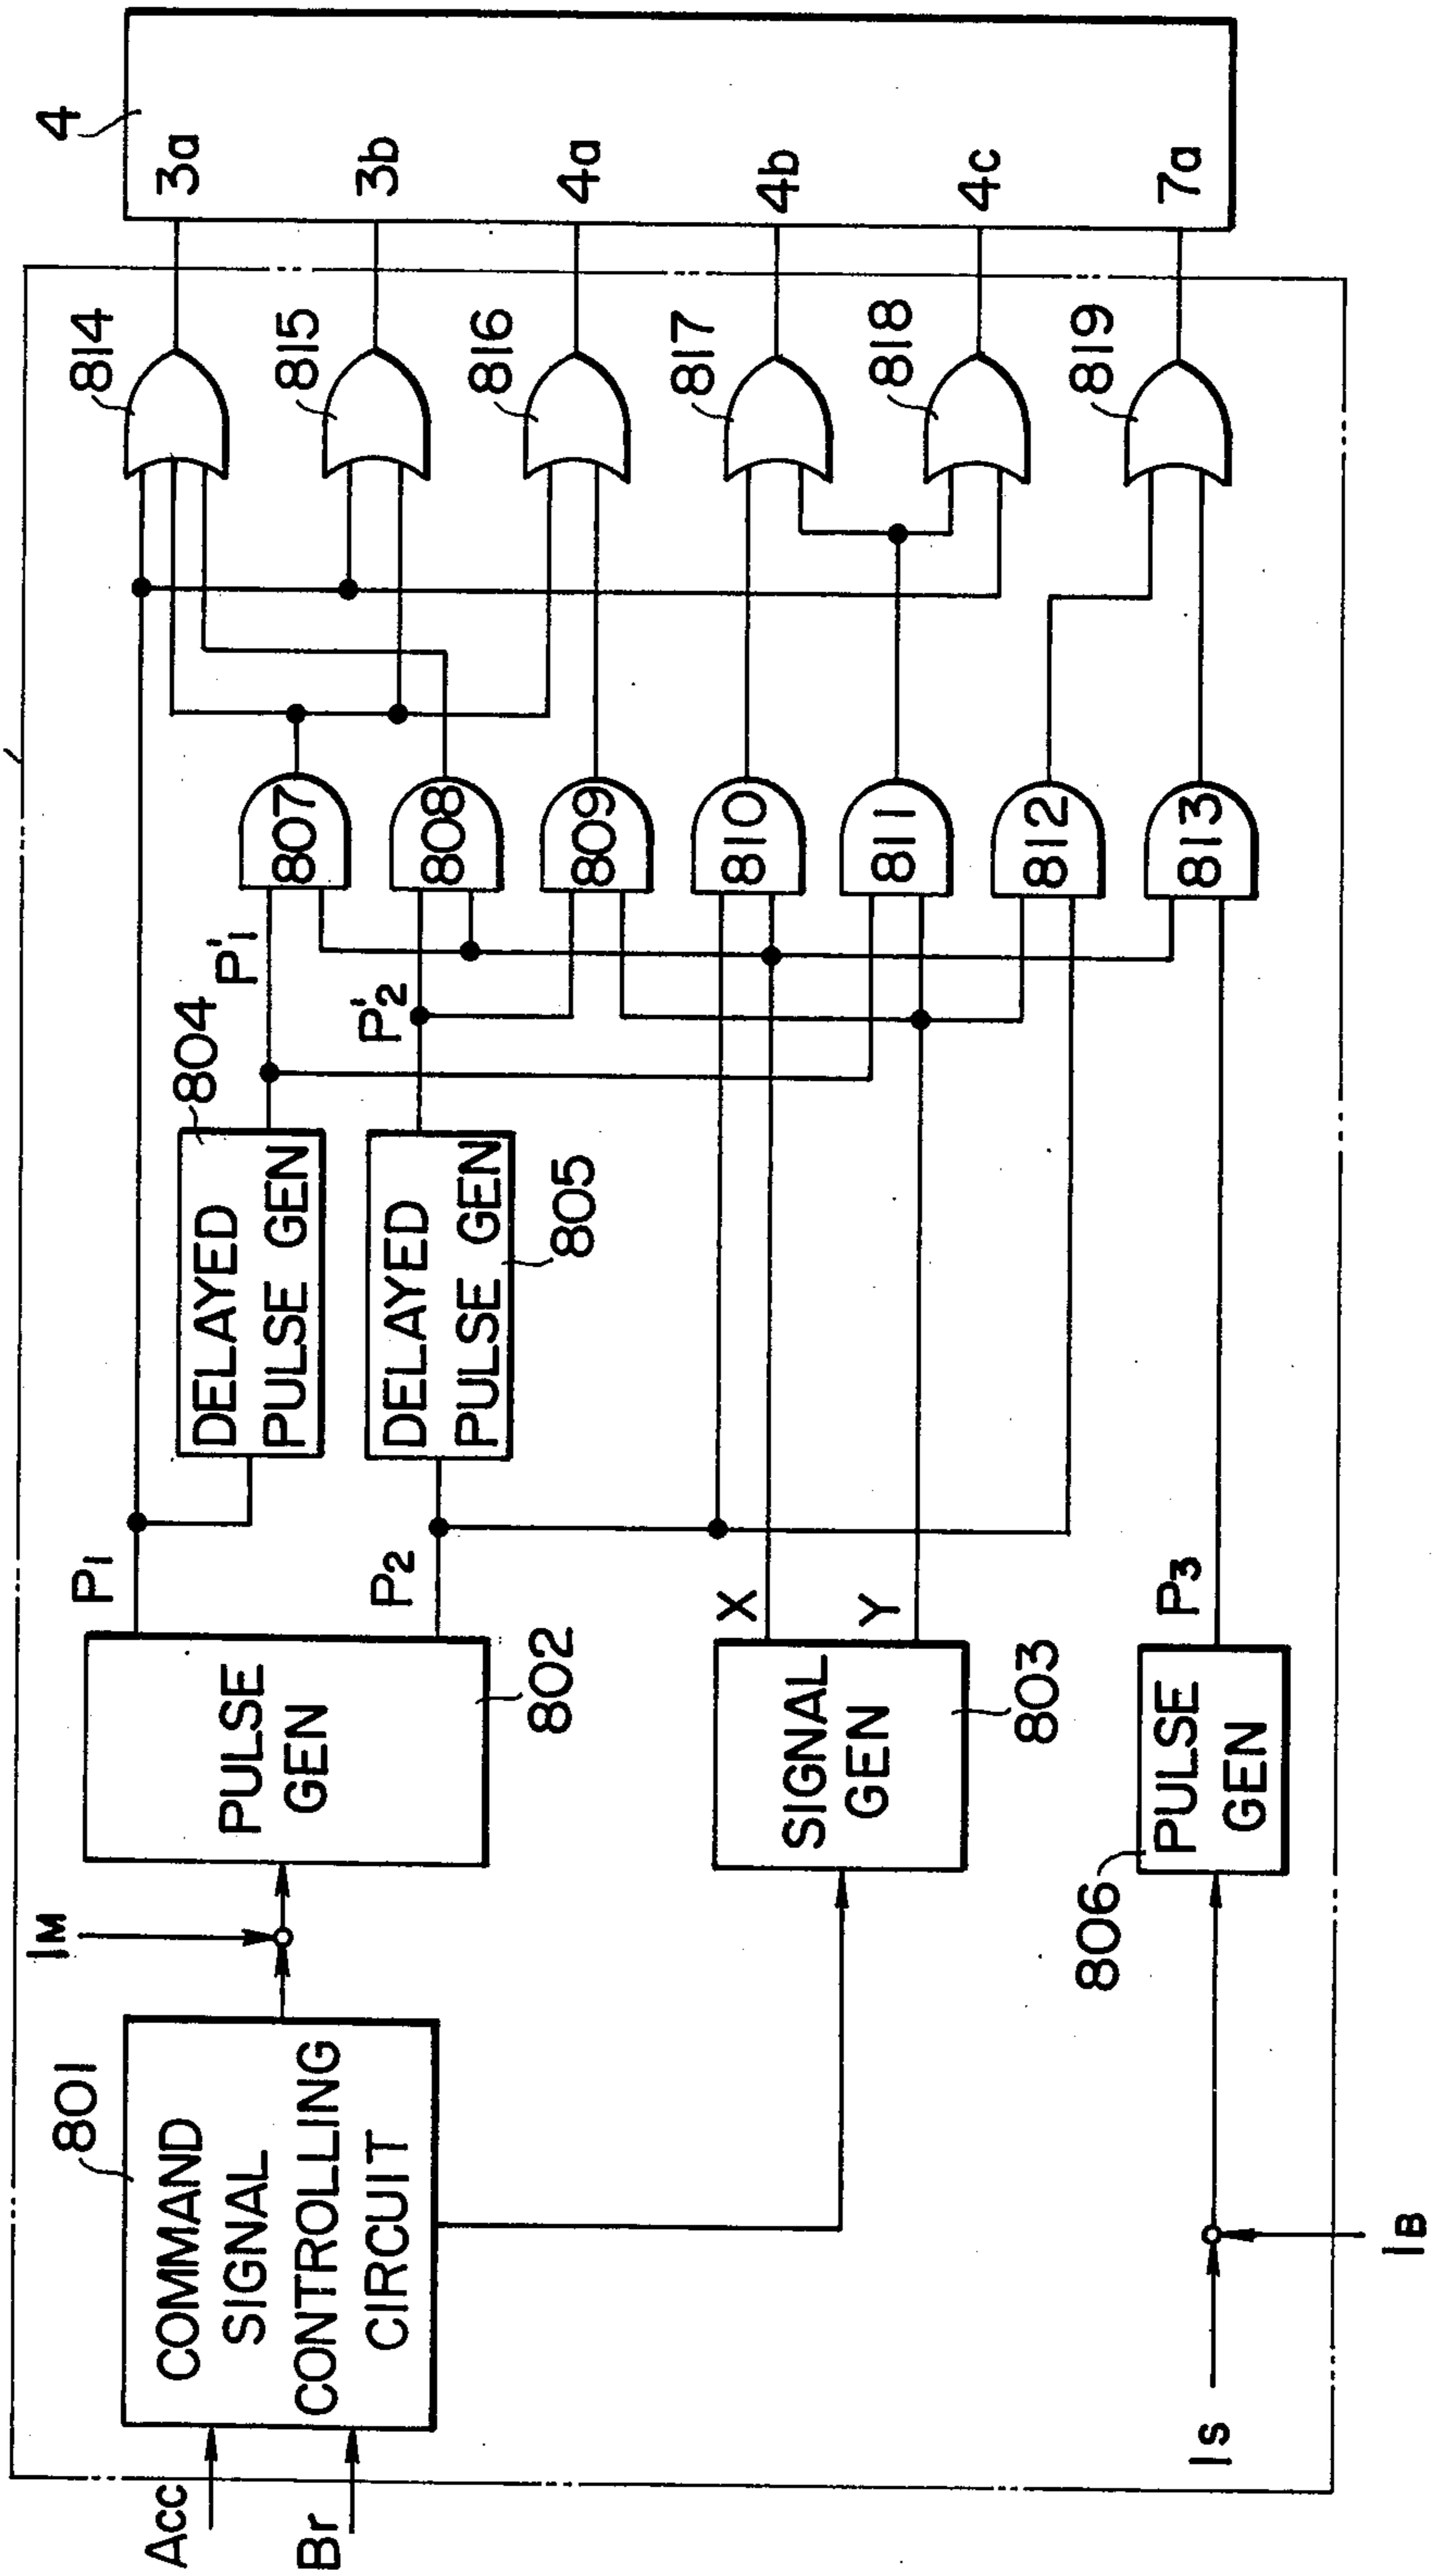 Acc
Br
801
COMMAND
SIGNAL
CONTROLLING
CIRCUIT
IM
PULSE
GEN
802
P1
P2
SIGNAL
GEN
803
X
Y
IS
IB
806
PULSE
GEN
P3
DELAYED
PULSE GEN
804
DELAYED
PULSE GEN
805
P'1
P'2
807
808
809
810
811
812
813
814
815
816
817
818
819
4
3a
3b
4a
4b
4c
7a